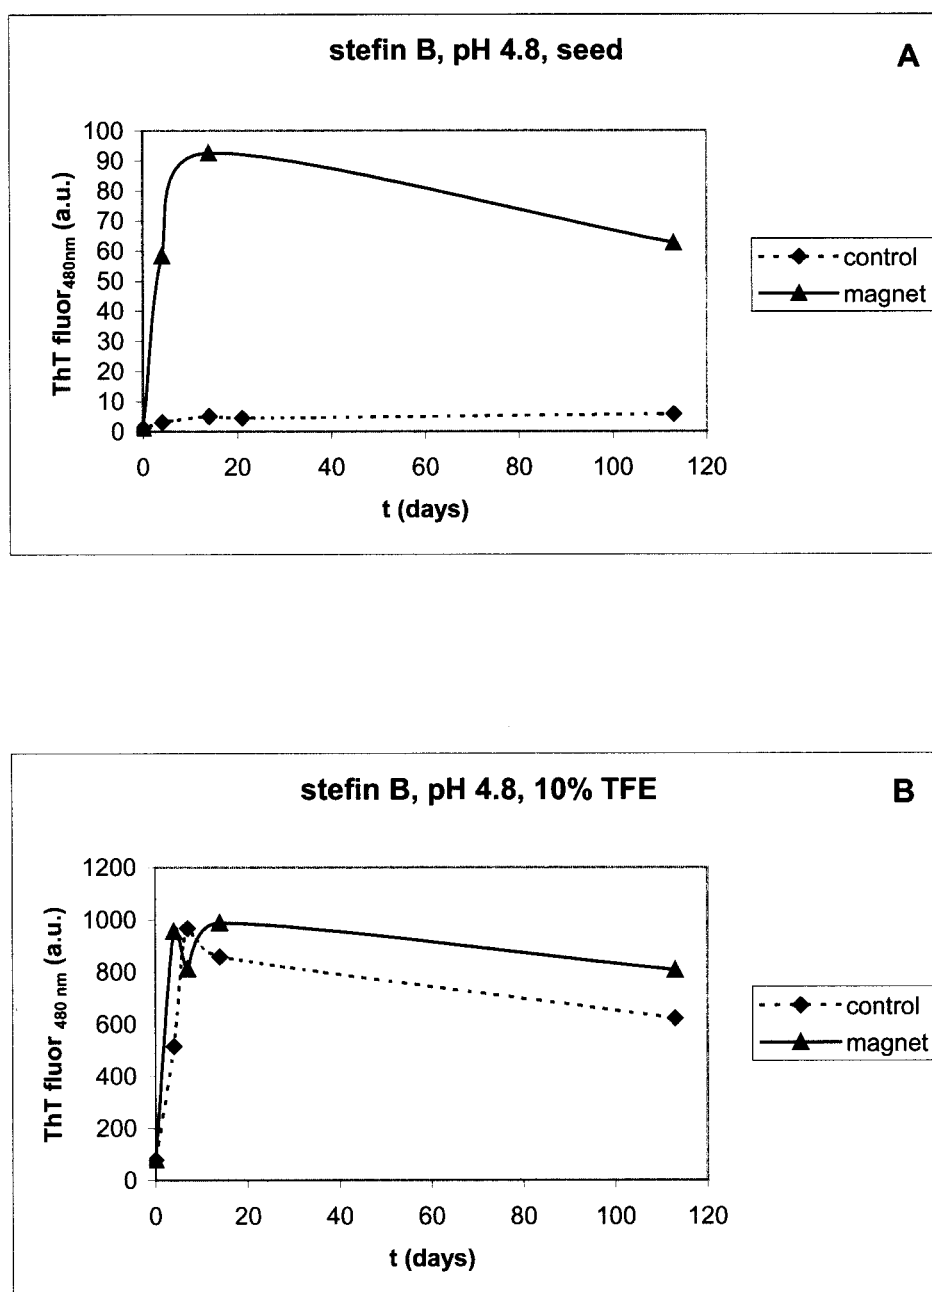 stefin B, pH 4.8, seed
A
100
90
80
70
60
50
40
30
20
10
0
ThT fluor480nm (a.u.)
0 20 40 60 80 100 120
t (days)
control
magnet
stefin B, pH 4.8, 10% TFE
B
1200
1000
800
600
400
200
0
ThT fluor 480 nm (a.u.)
0 20 40 60 80 100 120
t (days)
control
magnet